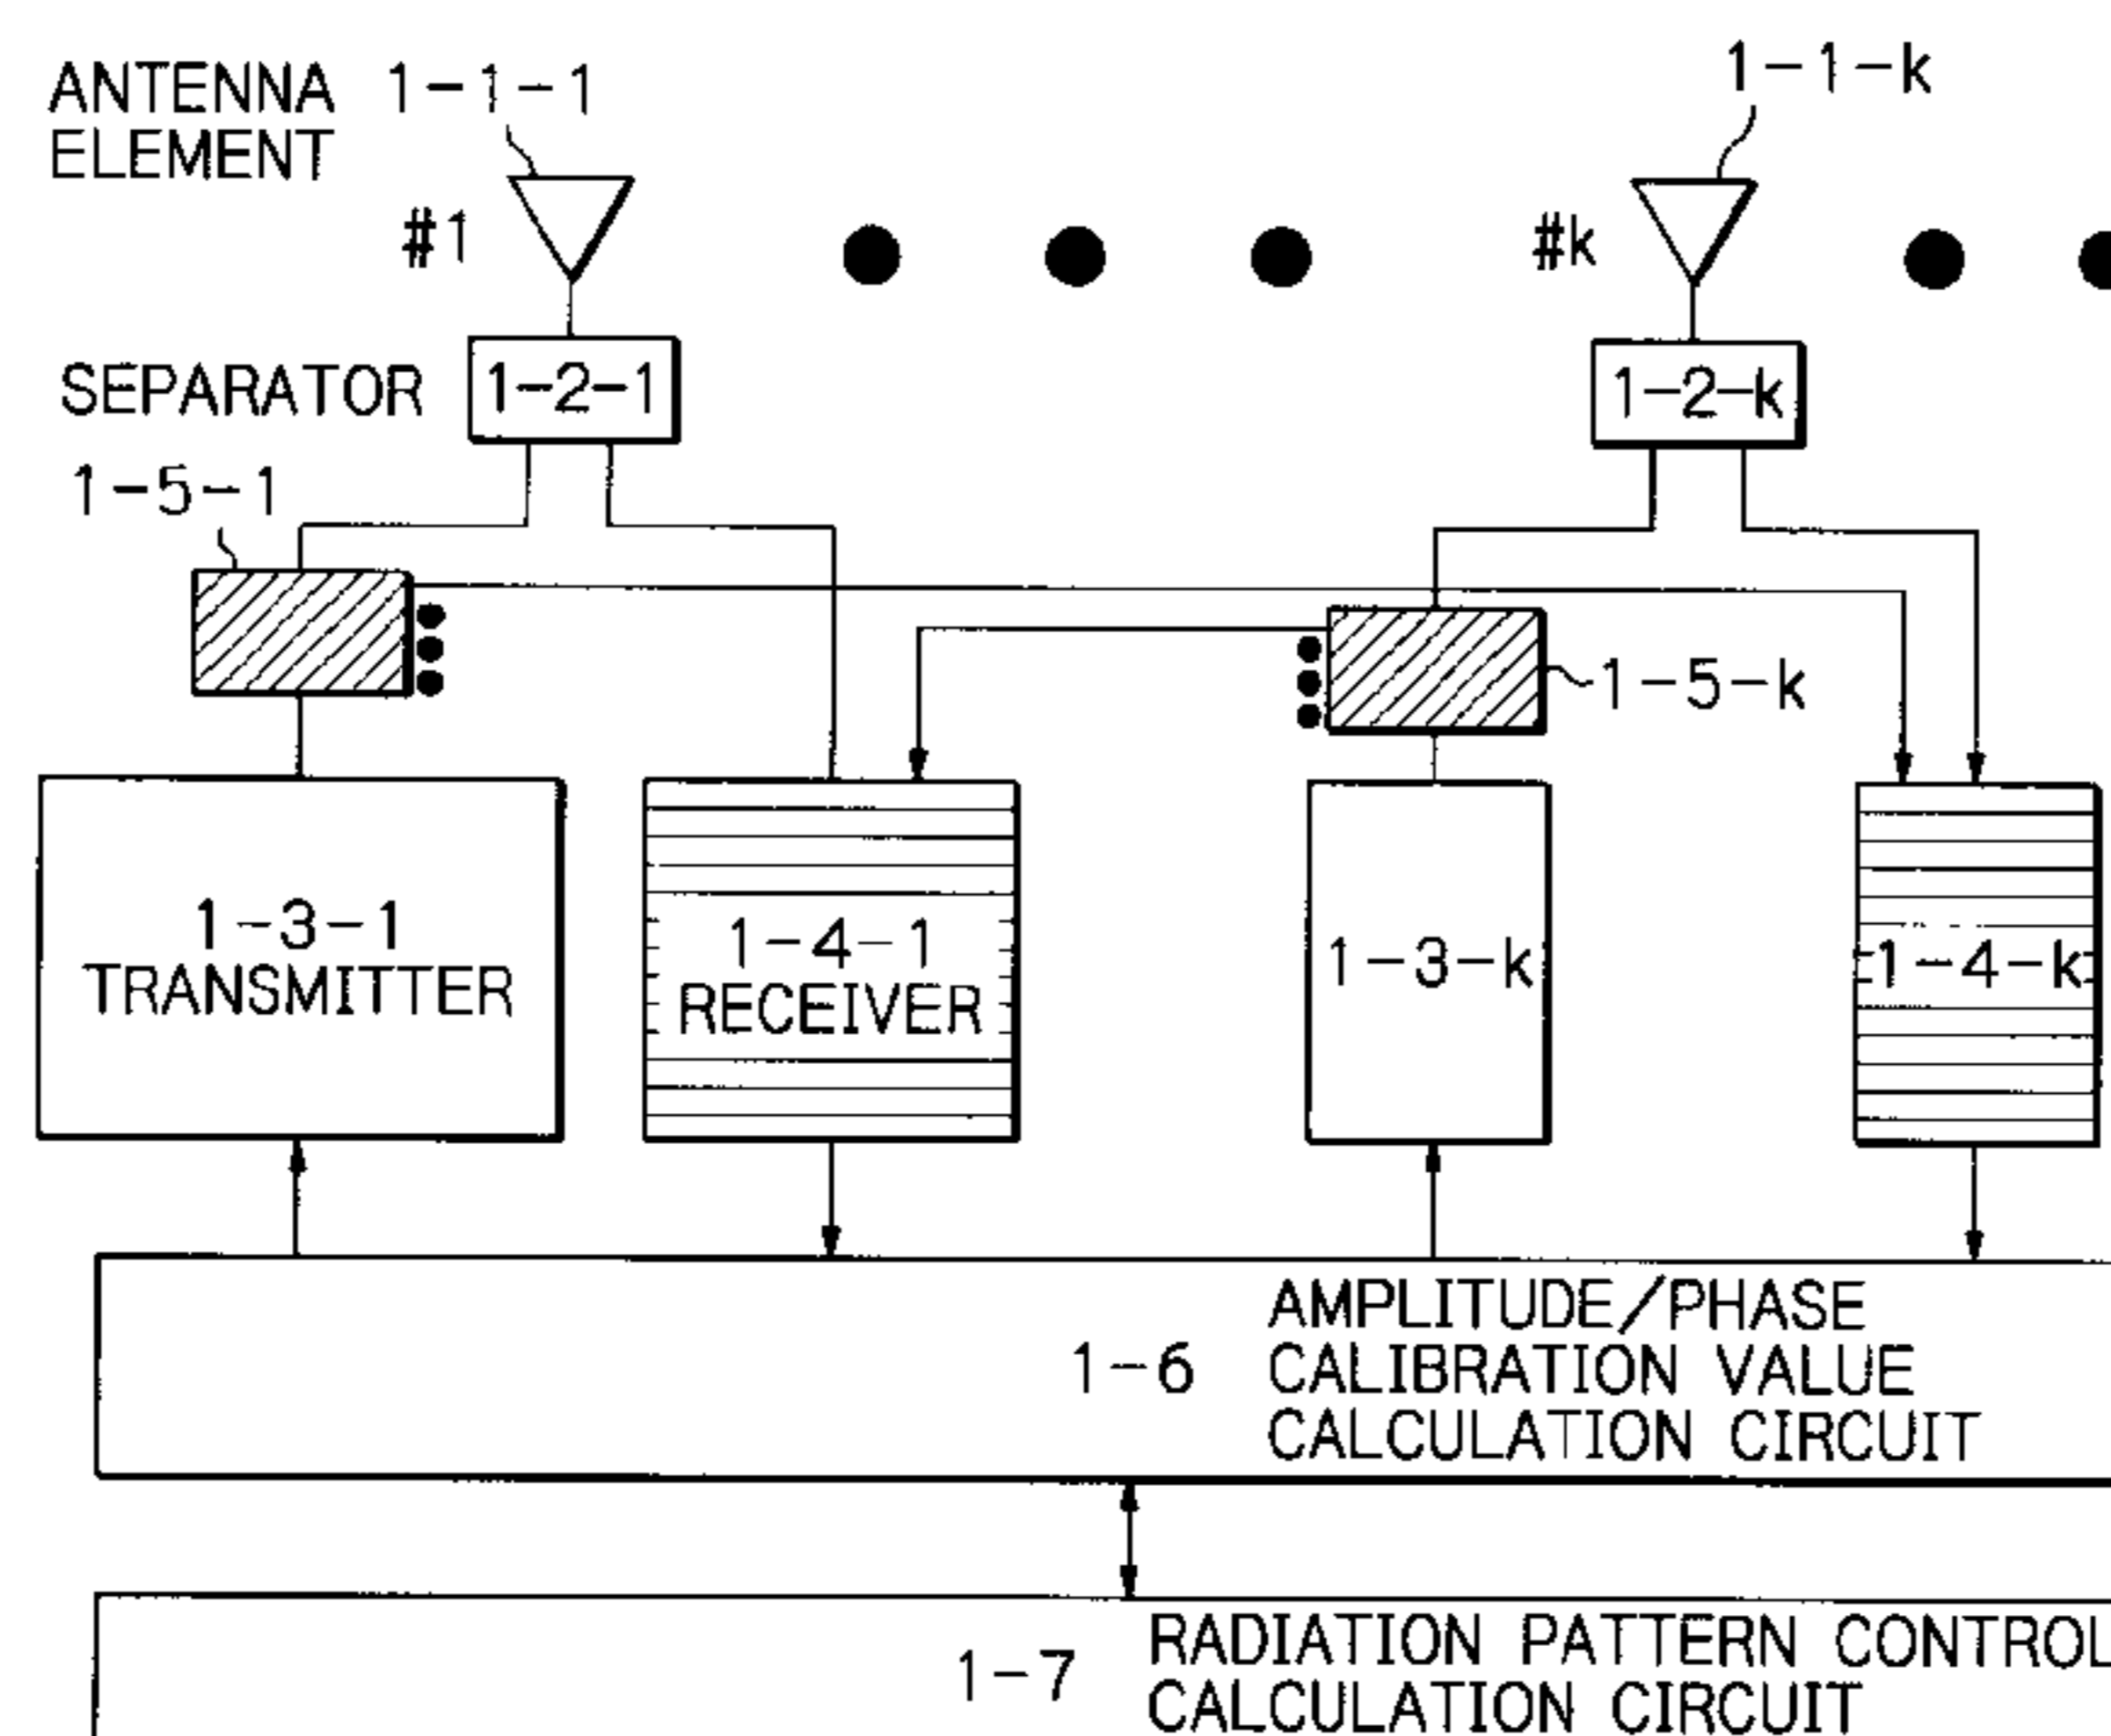 ANTENNA
ELEMENT
1-1-1
1-1-k
#1
#k
SEPARATOR
1-2-1
1-2-k
1-5-1
1-5-k
1-3-1
TRANSMITTER
1-4-1
RECEIVER
1-3-k
1-4-k
1-6
AMPLITUDE/PHASE
CALIBRATION VALUE
CALCULATION CIRCUIT
1-7
RADIATION PATTERN CONTROL
CALCULATION CIRCUIT